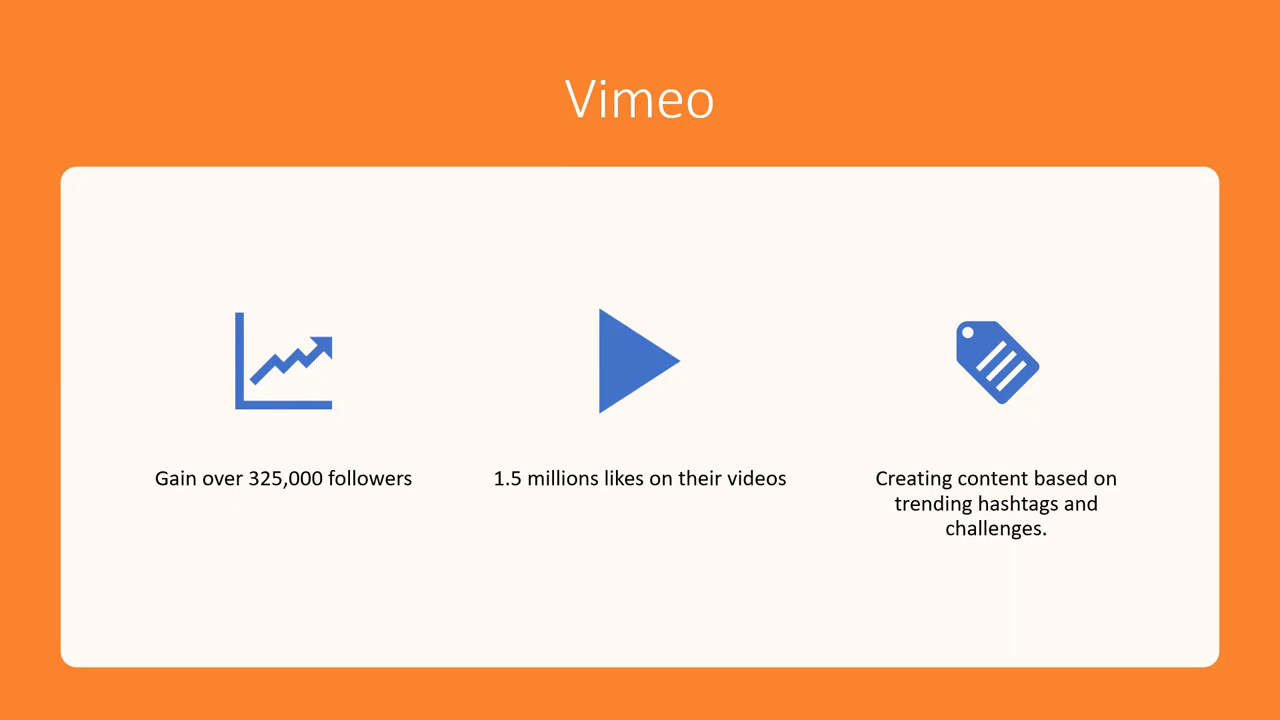 Vimeo
Gain over 325,000 followers
1.5 millions likes on their videos
Creating content based on
trending hashtags and
challenges.